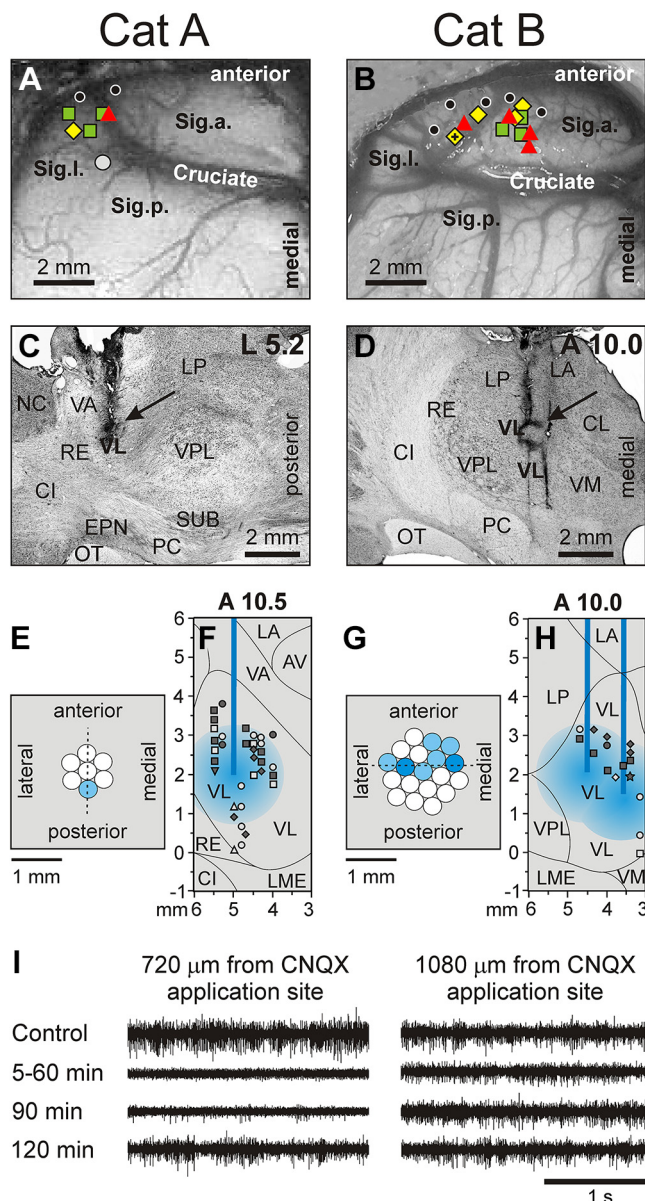 Cat A
Cat B
A
anterior
Sig.a.
Sig.l.
Cruciate
Sig.p.
medial
2 mm
B
anterior
Sig.a.
Sig.l.
Cruciate
Sig.p.
medial
2 mm
C
L 5.2
LP
NC
VA
VL
RE
VPL
posterior
CI
EPN
SUB
OT
PC
2 mm
D
A 10.0
LP
LA
RE
VL
CL
CI
VPL
VL
VM
medial
PC
OT
2 mm
E
anterior
lateral
medial
posterior
1 mm
A 10.5
F
6
5
4
3
2
1
0
-1
LA
VA
AV
VL
VL
RE
CI
LME
mm
5
4
3
G
anterior
lateral
medial
posterior
1 mm
A 10.0
H
6
5
4
3
2
1
0
-1
LA
LP
VL
VL
VPL
VL
LME
VM
mm
6
5
4
3
I
720 μm from CNQX
application site
1080 μm from CNQX
application site
Control
5-60 min
90 min
120 min
1 s